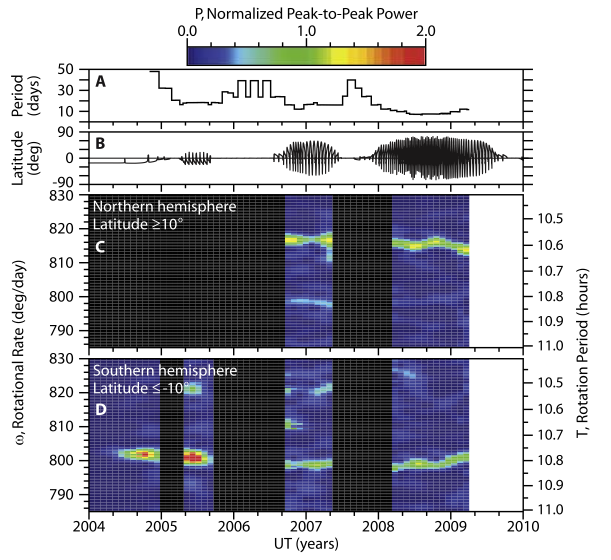 P, Normalized Peak-to-Peak Power
0.0 1.0 2.0
Period (days)
50
40
30
20
10
A
Latitude (deg)
90
0
-90
B
ω, Rotational Rate (deg/day)
830
820
810
800
790
Northern hemisphere
Latitude ≥10°
C
10.5
10.6
10.7
10.8
10.9
11.0
T, Rotation Period (hours)
830
820
810
800
790
Southern hemisphere
Latitude ≤-10°
D
10.5
10.6
10.7
10.8
10.9
11.0
2004 2005 2006 2007 2008 2009 2010
UT (years)